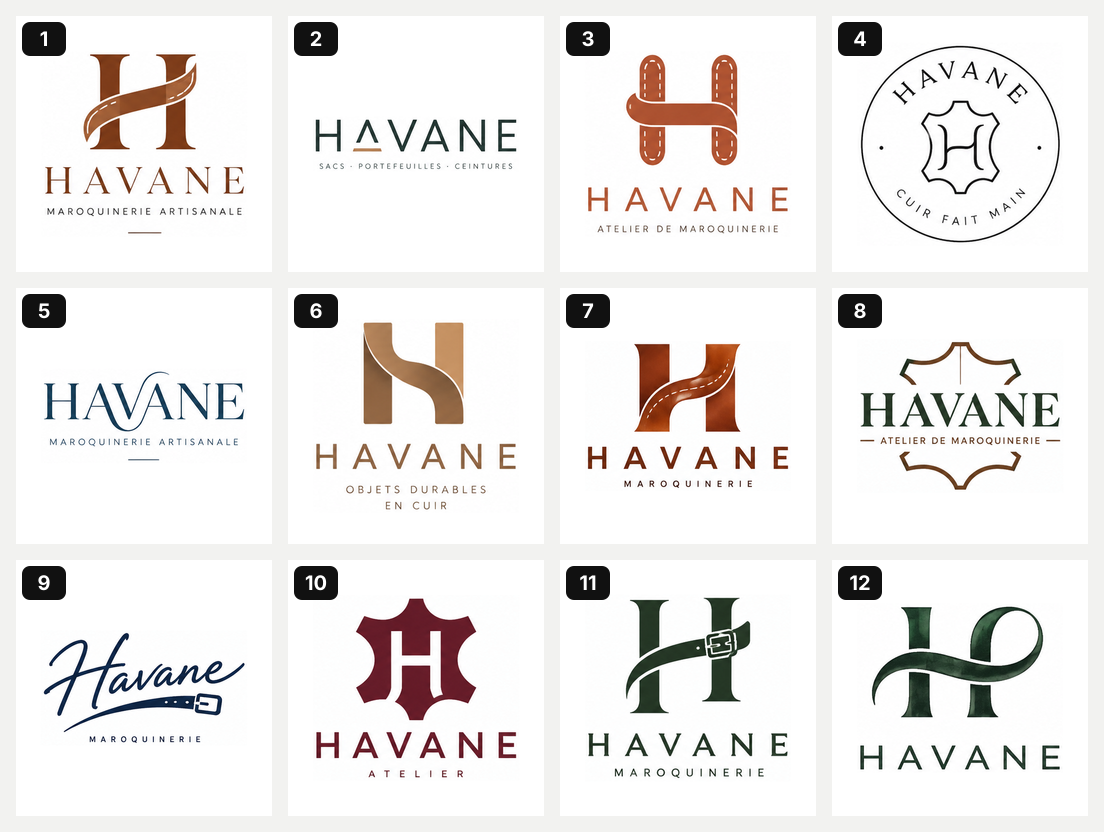 1
H
HAVANE
MAROQUINERIE ARTISANALE
2
HAVANE
SACS · PORTEFEUILLES · CEINTURES
3
H
HAVANE
ATELIER DE MAROQUINERIE
4
HAVANE
H
CUIR FAIT MAIN
5
HAVANE
MAROQUINERIE ARTISANALE
6
H
HAVANE
OBJETS DURABLES
EN CUIR
7
H
HAVANE
MAROQUINERIE
8
HAVANE
ATELIER DE MAROQUINERIE
9
Havane
MAROQUINERIE
10
H
HAVANE
ATELIER
11
H
HAVANE
MAROQUINERIE
12
H
HAVANE